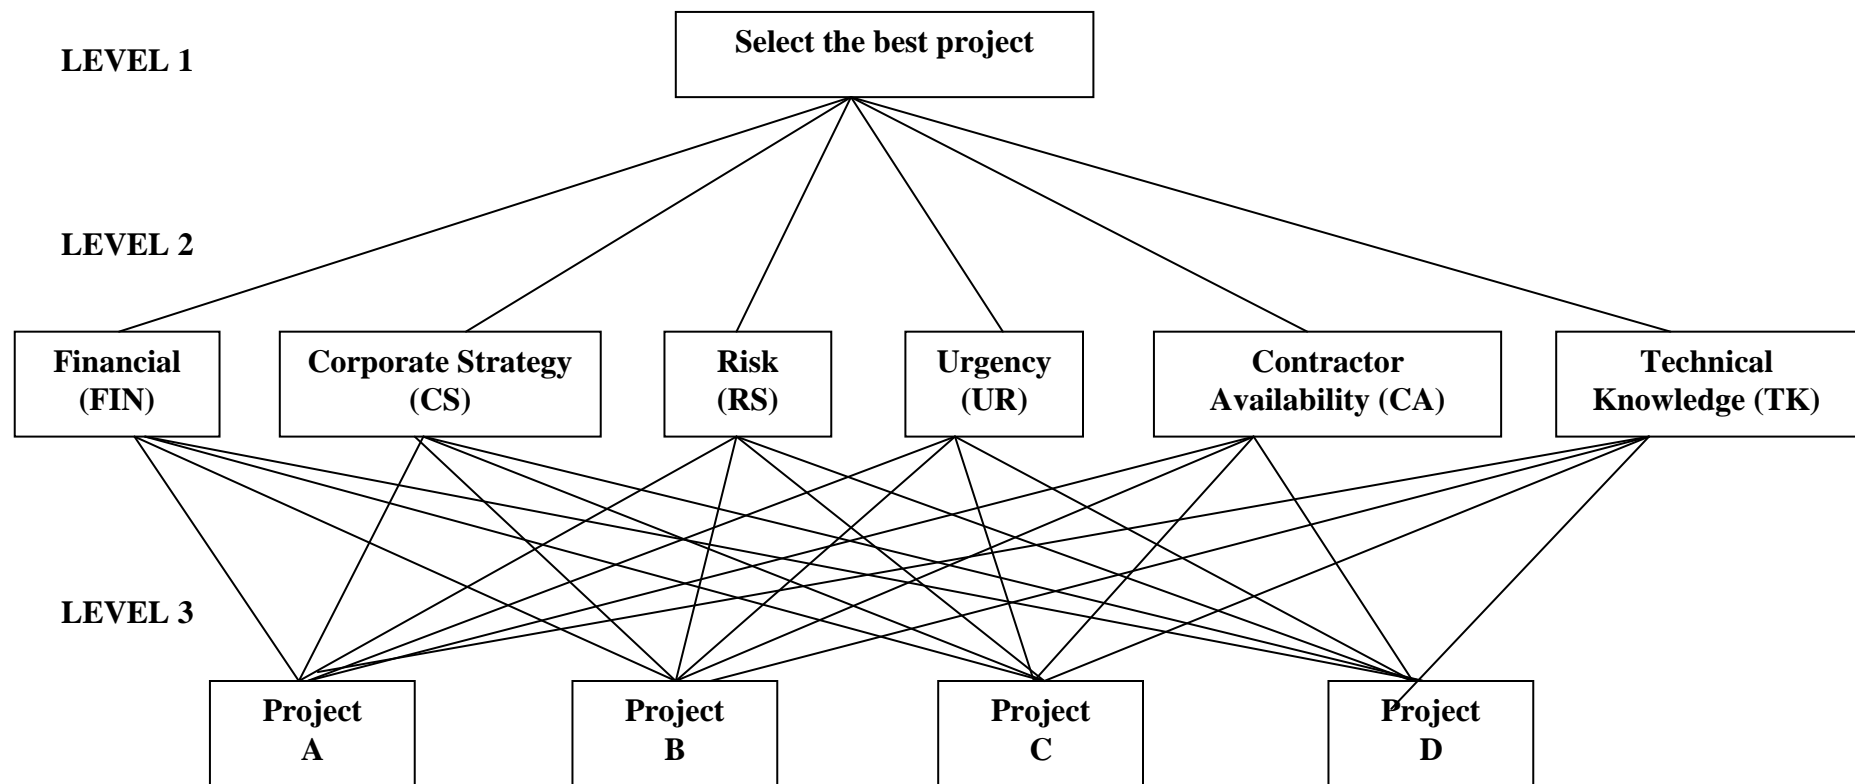 Select the best project
LEVEL 1
LEVEL 2
Financial
(FIN)
Corporate Strategy
(CS)
Risk
(RS)
Urgency
(UR)
Contractor
Availability (CA)
Technical
Knowledge (TK)
LEVEL 3
Project
A
Project
B
Project
C
Project
D